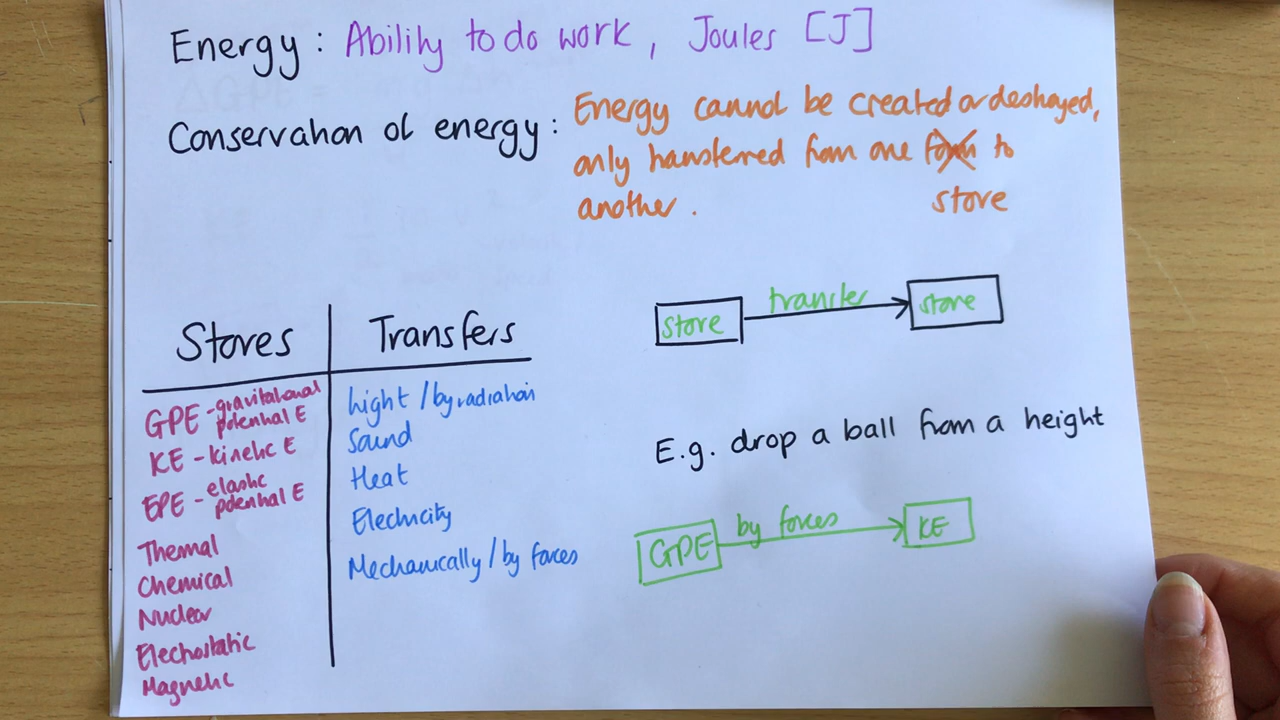 Energy : Ability to do work, Joules [J]
Conservation of energy :
Energy cannot be created or destroyed,
only transferred from one form to
another.
store
Stores
Transfers
GPE - gravitational
potential E
KE - kinetic E
EPE - elastic
potential E
Thermal
Chemical
Nuclear
Electrostatic
Magnetic
Light / by radiation
Sound
Heat
Electricity
Mechanically / by forces
store
transfer
store
E.g. drop a ball from a height
GPE
by forces
KE